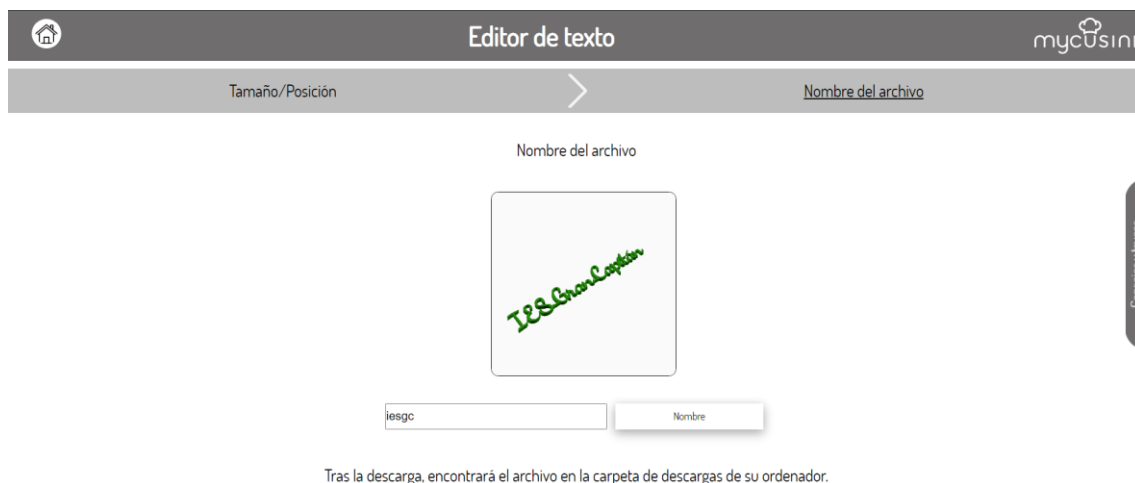 Editor de texto
mycusini
Tamaño/Posición
Nombre del archivo
Nombre del archivo
IESGranCapitán
iesgc
Nombre
Tras la descarga, encontrará el archivo en la carpeta de descargas de su ordenador.